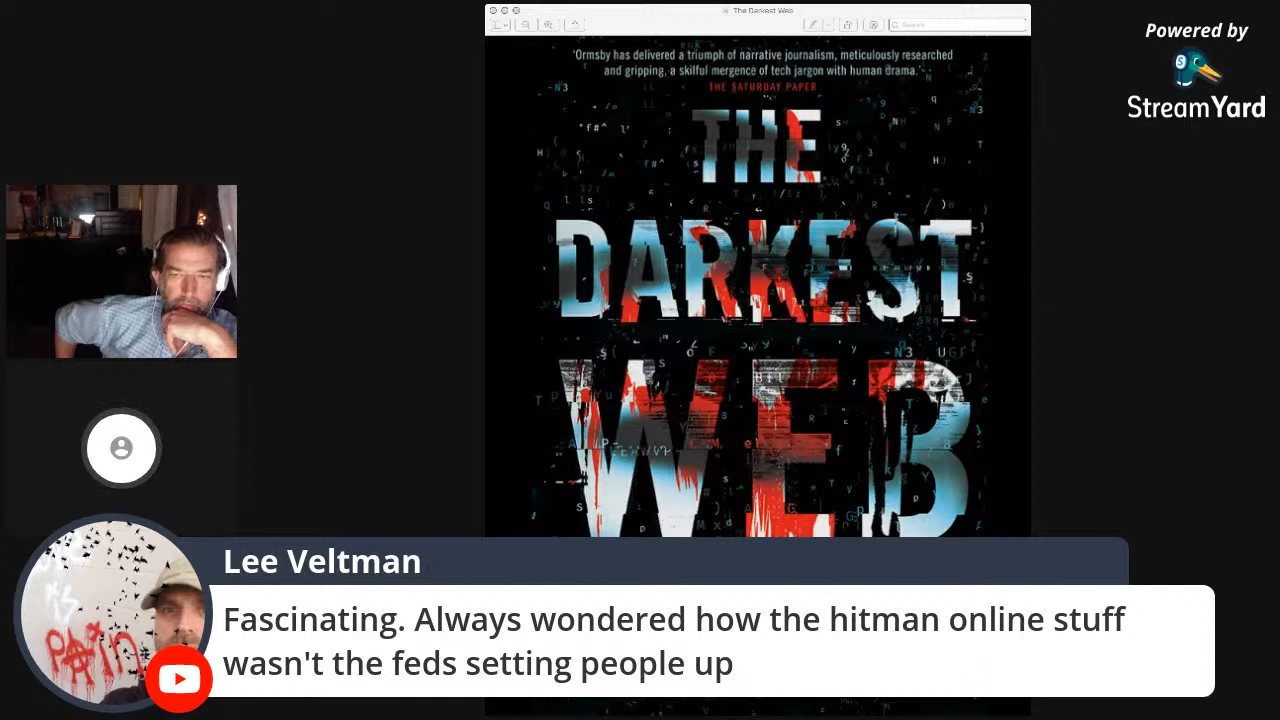 The Darkest Web
Search
Powered by
StreamYard
'Ormsby has delivered a triumph of narrative journalism, meticulously researched
and gripping, a skilful mergence of tech jargon with human drama.'
THE SATURDAY PAPER
THE
DARKEST
WEB
PAiN
Lee Veltman
Fascinating. Always wondered how the hitman online stuff
wasn't the feds setting people up